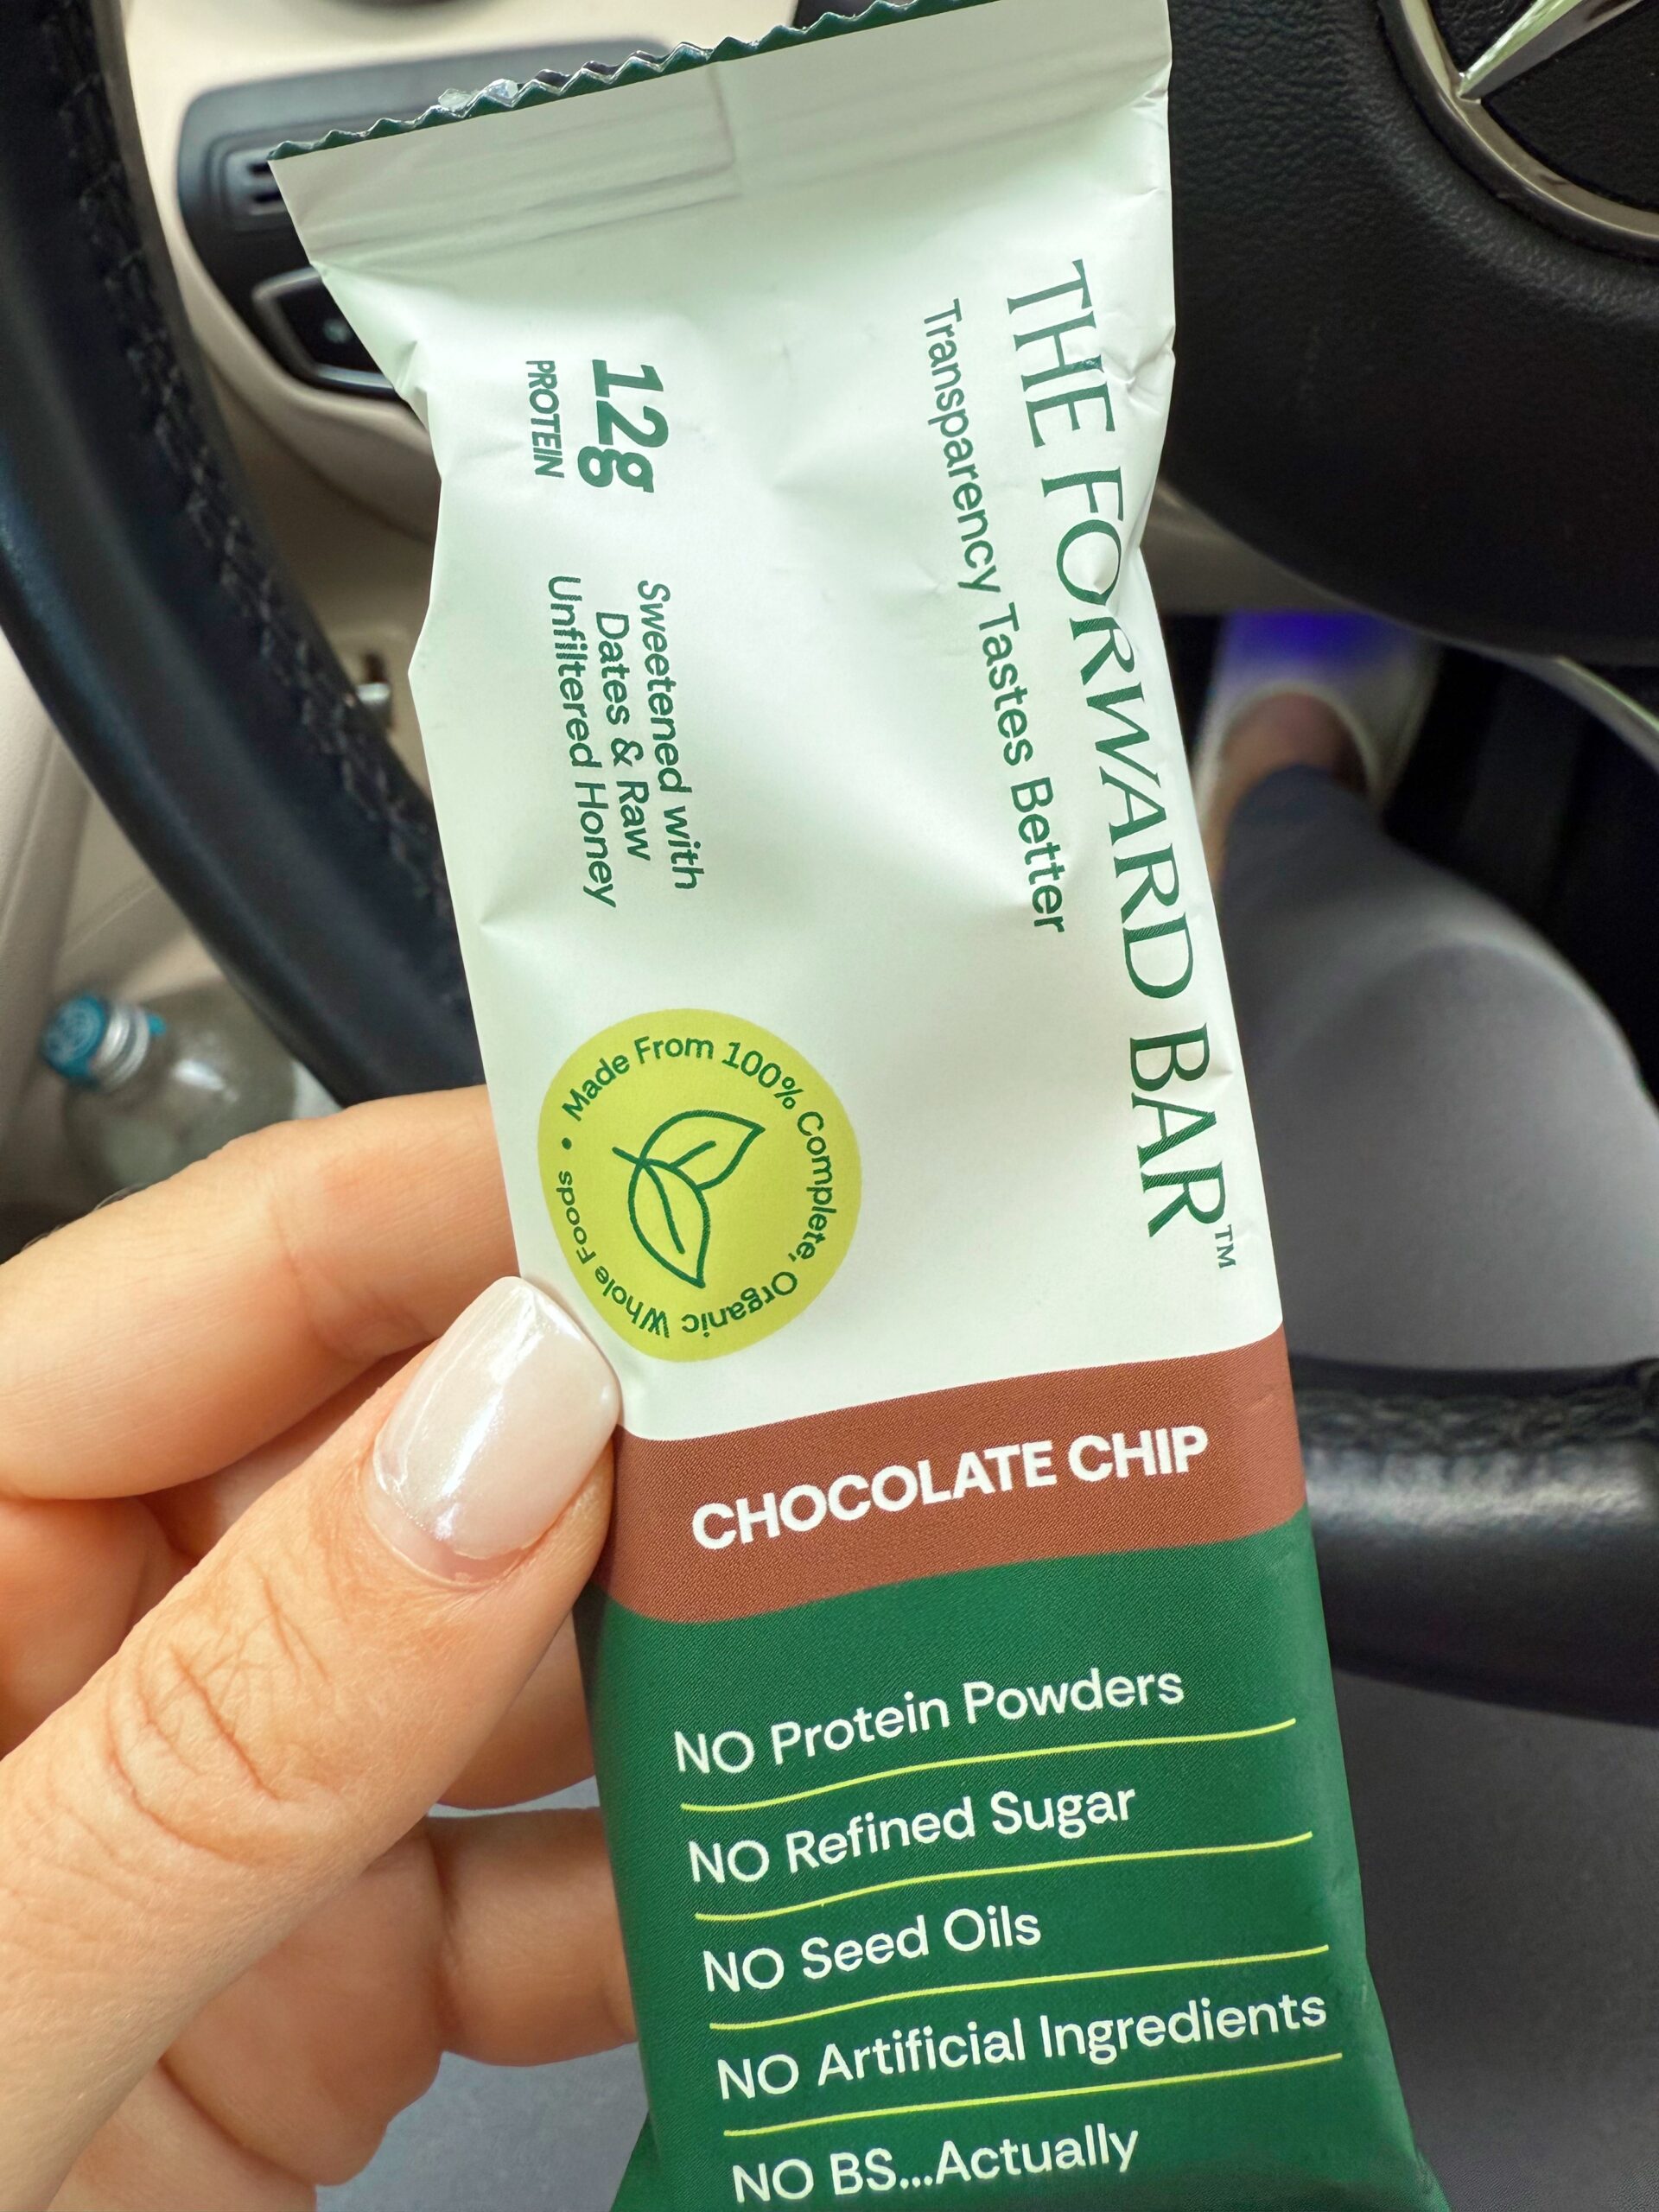 THE FORWARD BAR™
Transparency Tastes Better
12g
PROTEIN
Sweetened with
Dates & Raw
Unfiltered Honey
Made From 100% Complete, Organic Whole Foods •
CHOCOLATE CHIP
NO Protein Powders
NO Refined Sugar
NO Seed Oils
NO Artificial Ingredients
NO BS...Actually